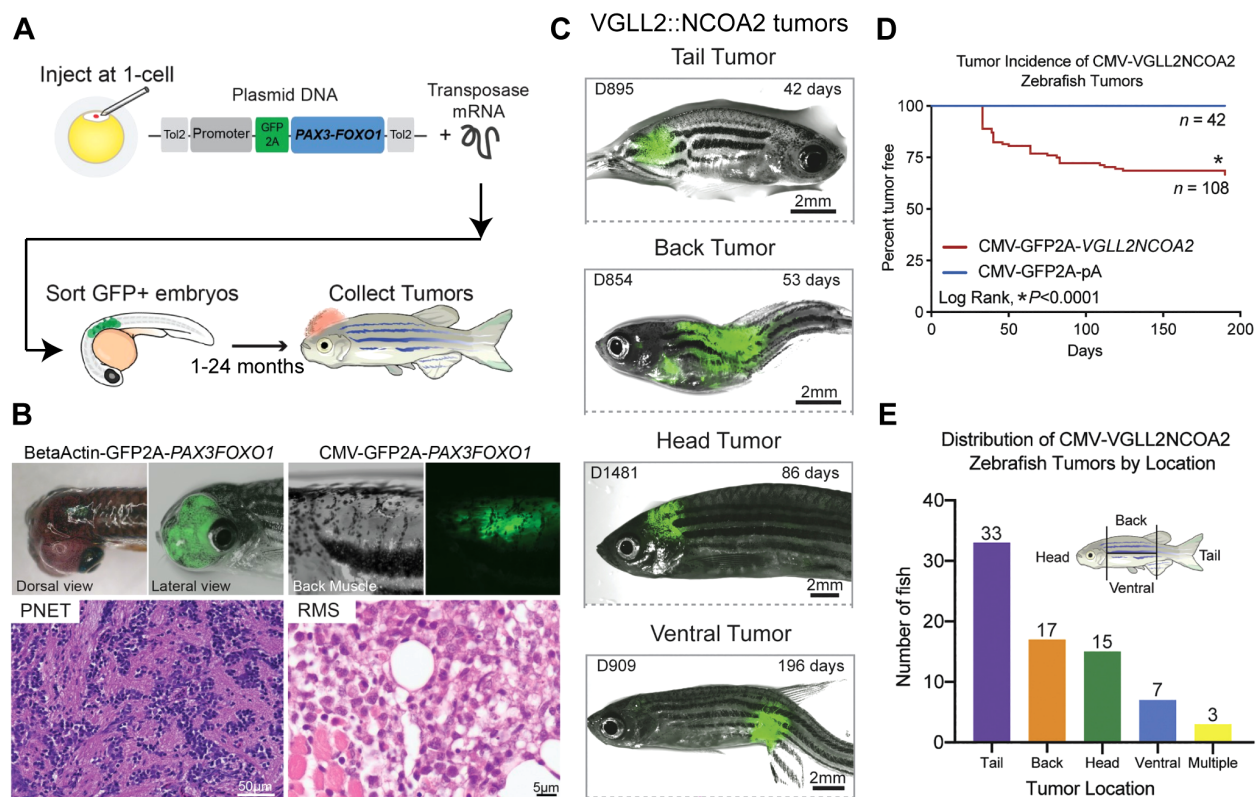 A
Inject at 1-cell
Plasmid DNA
Transposase
mRNA
Tol2
Promoter
GFP
2A
PAX3-FOXO1
Tol2
+
Sort GFP+ embryos
1-24 months
Collect Tumors
B
BetaActin-GFP2A-PAX3FOXO1
CMV-GFP2A-PAX3FOXO1
Dorsal view
Lateral view
Back Muscle
PNET
50µm
RMS
5µm
C
VGLL2::NCOA2 tumors
Tail Tumor
D895
42 days
2mm
Back Tumor
D854
53 days
2mm
Head Tumor
D1481
86 days
2mm
Ventral Tumor
D909
196 days
2mm
D
Tumor Incidence of CMV-VGLL2NCOA2
Zebrafish Tumors
Percent tumor free
100
75
50
25
0
n = 42
*
n = 108
CMV-GFP2A-VGLL2NCOA2
CMV-GFP2A-pA
Log Rank, *P<0.0001
0
50
100
150
200
Days
E
Distribution of CMV-VGLL2NCOA2
Zebrafish Tumors by Location
Number of fish
40
30
20
10
0
33
17
15
7
3
Back
Head
Tail
Ventral
Tail
Back
Head
Ventral
Multiple
Tumor Location